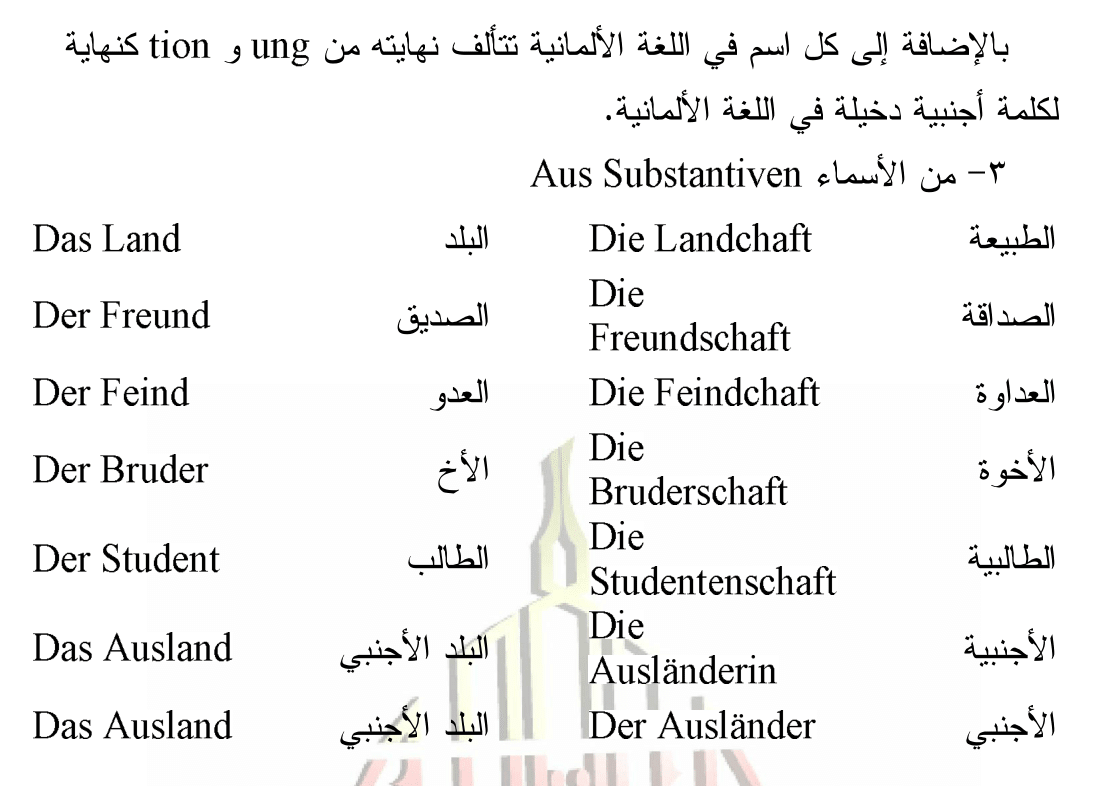 بالإضافة إلى كل اسم في اللغة الألمانية تتألف نهايته من ung و tion كنهاية
لكلمة أجنبية دخيلة في اللغة الألمانية.
٣- من الأسماء Aus Substantiven
Das Land البلد Die Landchaft الطبيعة
Der Freund الصديق Die
Freundschaft الصداقة
Der Feind العدو Die Feindchaft العداوة
Der Bruder الأخ Die
Bruderschaft الأخوة
Der Student الطالب Die
Studentenschaft الطالبية
Das Ausland البلد الأجنبي Die
Ausländerin الأجنبية
Das Ausland البلد الأجنبي Der Ausländer الأجنبي